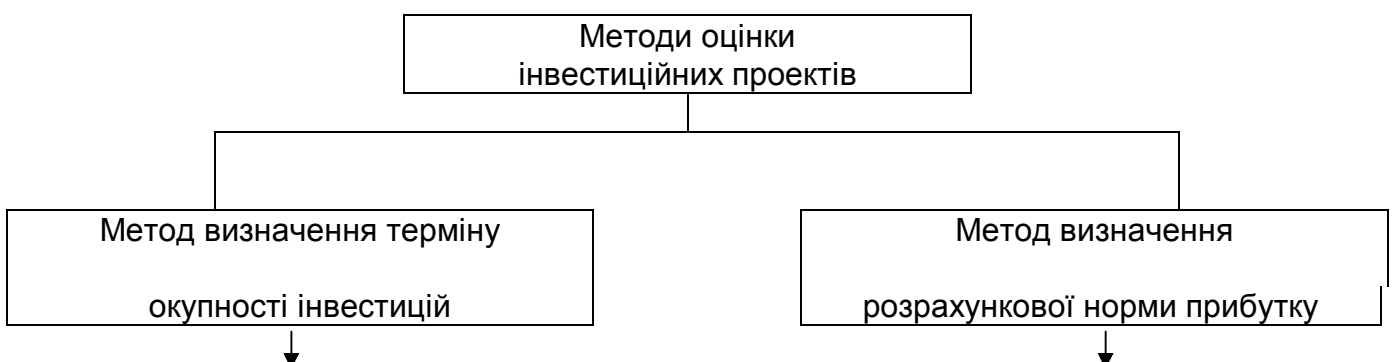 Методи оцінки
інвестиційних проектів
Метод визначення терміну
окупності інвестицій
Метод визначення
розрахункової норми прибутку